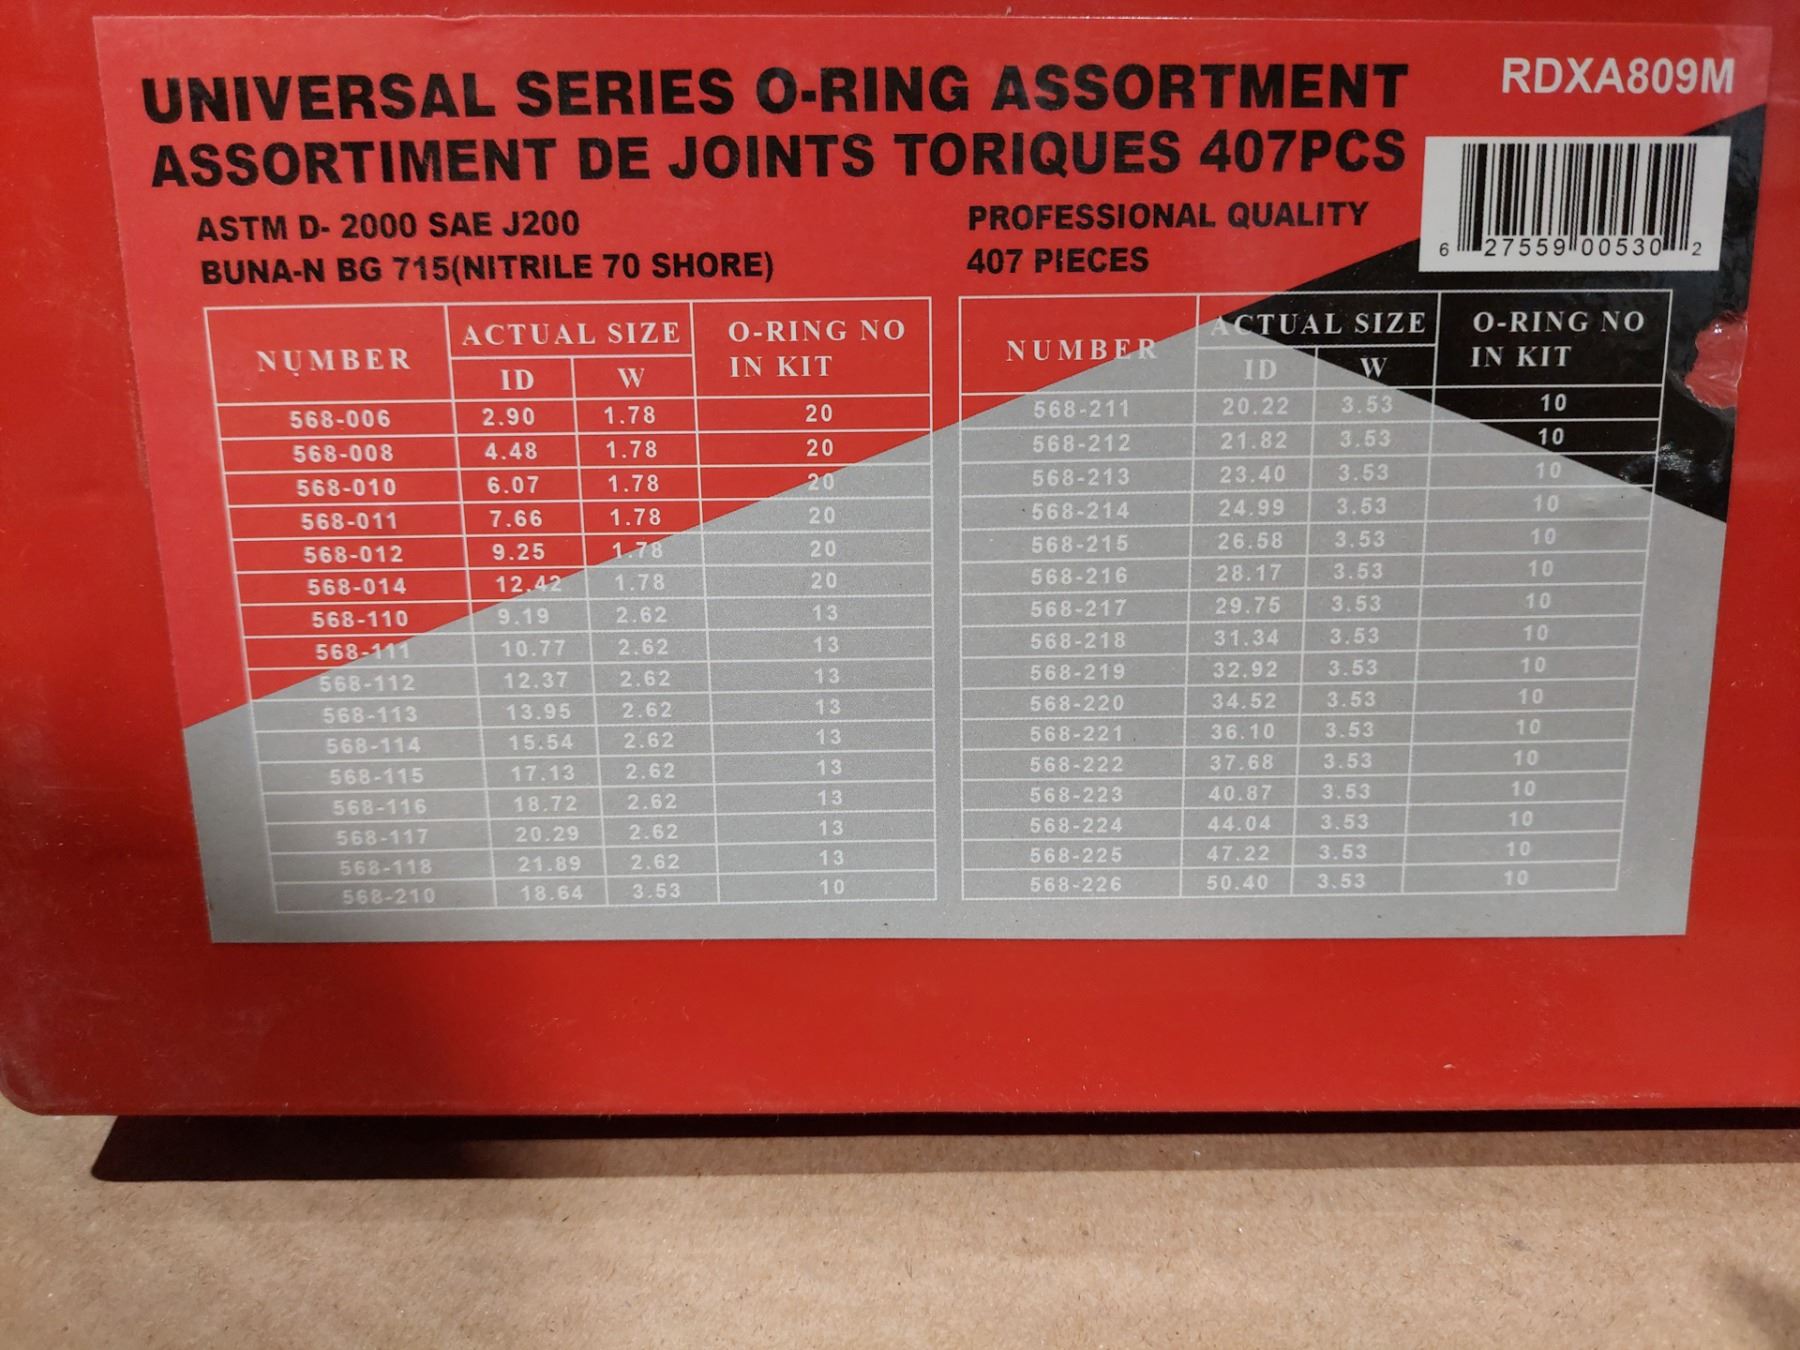 UNIVERSAL SERIES O-RING ASSORTMENT
RDXA809M
ASSORTIMENT DE JOINTS TORIQUES 407PCS
ASTM D- 2000 SAE J200
BUNA-N BG 715(NITRILE 70 SHORE)
PROFESSIONAL QUALITY
407 PIECES
6 27559 00530 2
NUMBER ACTUAL SIZE O-RING NO IN KIT
ID W
568-006 2.90 1.78 20
568-008 4.48 1.78 20
568-010 6.07 1.78 20
568-011 7.66 1.78 20
568-012 9.25 1.78 20
568-014 12.42 1.78 20
568-110 9.19 2.62 13
568-111 10.77 2.62 13
568-112 12.37 2.62 13
568-113 13.95 2.62 13
568-114 15.54 2.62 13
568-115 17.13 2.62 13
568-116 18.72 2.62 13
568-117 20.29 2.62 13
568-118 21.89 2.62 13
568-210 18.64 3.53 10
NUMBER ACTUAL SIZE O-RING NO IN KIT
ID W
568-211 20.22 3.53 10
568-212 21.82 3.53 10
568-213 23.40 3.53 10
568-214 24.99 3.53 10
568-215 26.58 3.53 10
568-216 28.17 3.53 10
568-217 29.75 3.53 10
568-218 31.34 3.53 10
568-219 32.92 3.53 10
568-220 34.52 3.53 10
568-221 36.10 3.53 10
568-222 37.68 3.53 10
568-223 40.87 3.53 10
568-224 44.04 3.53 10
568-225 47.22 3.53 10
568-226 50.40 3.53 10